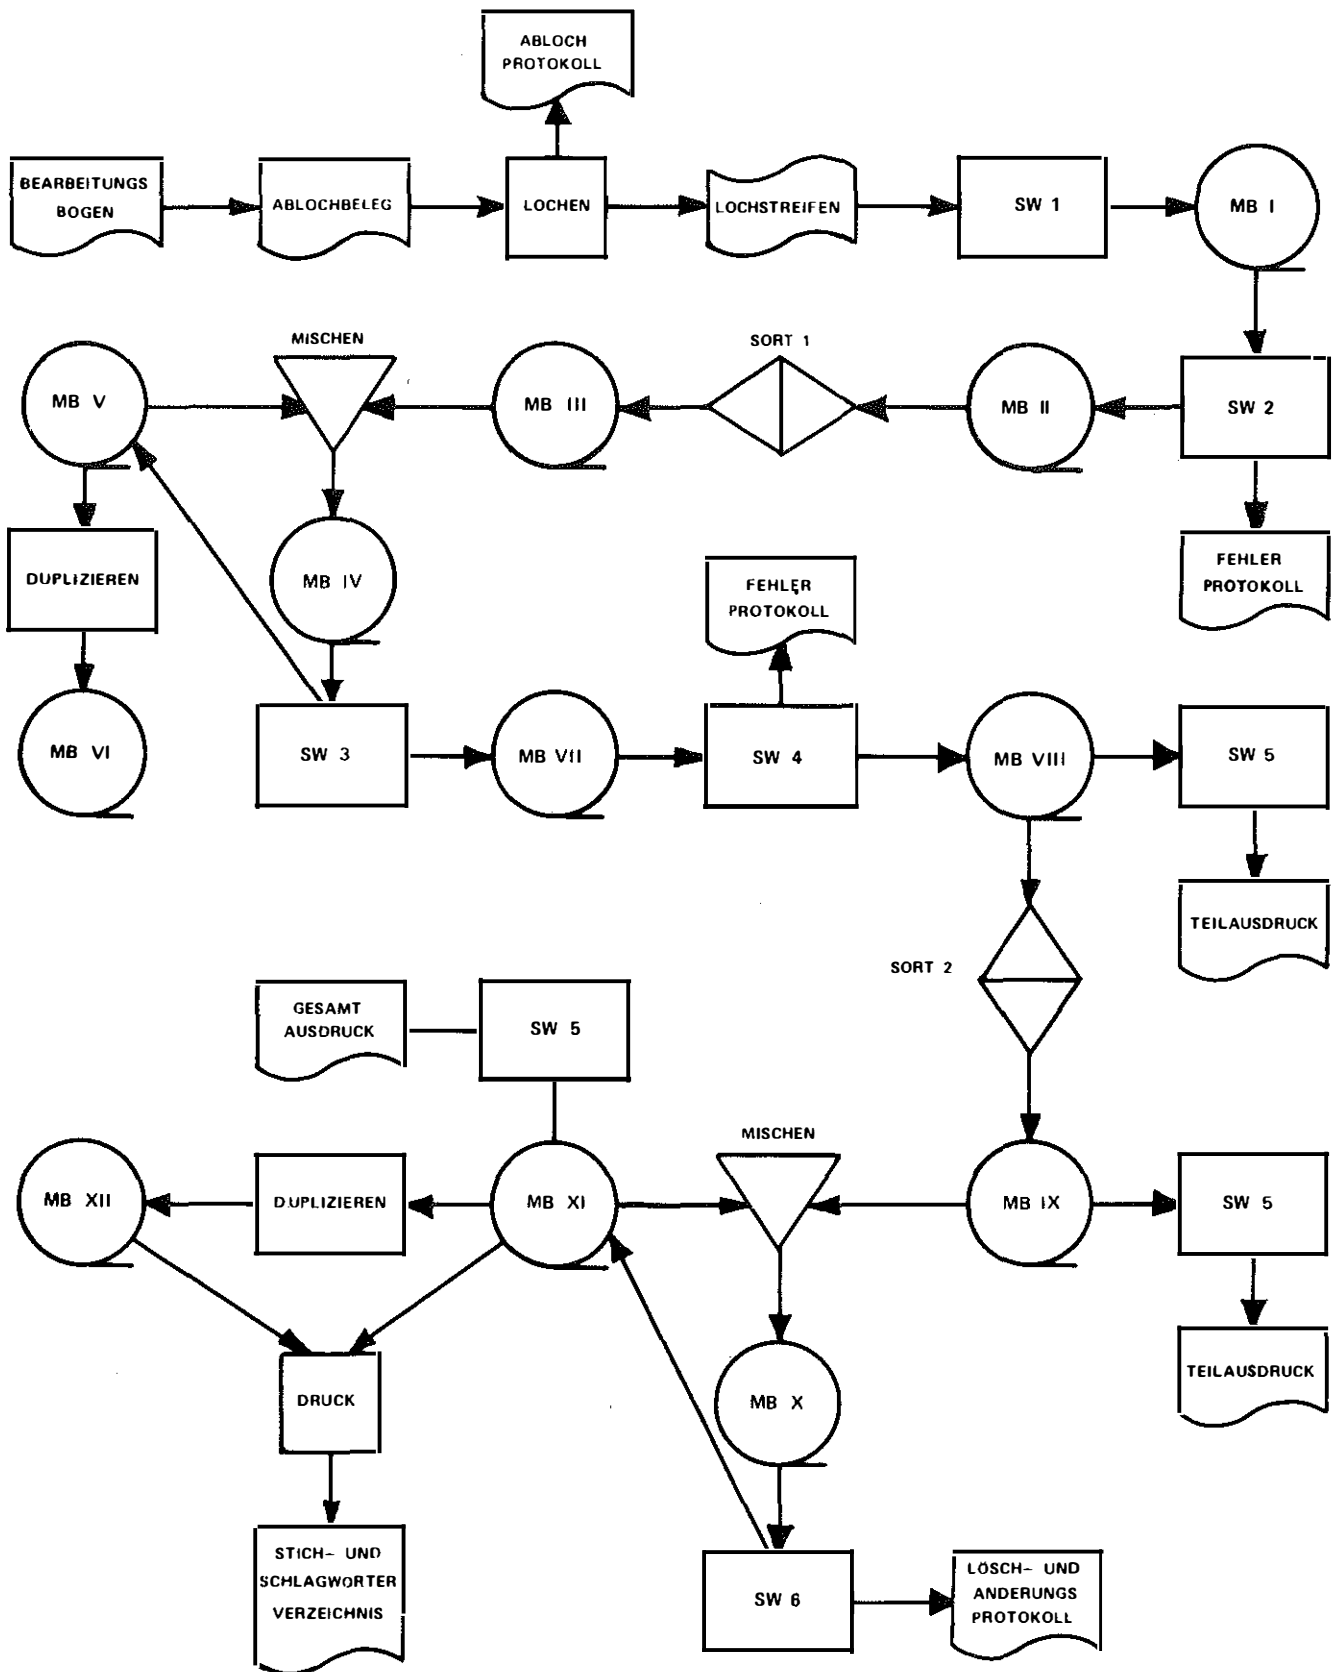 ABLOCH
PROTOKOLL
BEARBEITUNGS
BOGEN
ABLOCHBELEG
LOCHEN
LOCHSTREIFEN
SW 1
MB I
MISCHEN
SORT 1
MB V
MB III
MB II
SW 2
DUPLIZIEREN
MB IV
FEHLER
PROTOKOLL
FEHLER
PROTOKOLL
MB VI
SW 3
MB VII
SW 4
MB VIII
SW 5
TEILAUSDRUCK
SORT 2
GESAMT
AUSDRUCK
SW 5
MISCHEN
MB XII
DUPLIZIEREN
MB XI
MB IX
SW 5
DRUCK
MB X
TEILAUSDRUCK
STICH- UND
SCHLAGWORTER
VERZEICHNIS
SW 6
LÖSCH- UND
ANDERUNGS
PROTOKOLL